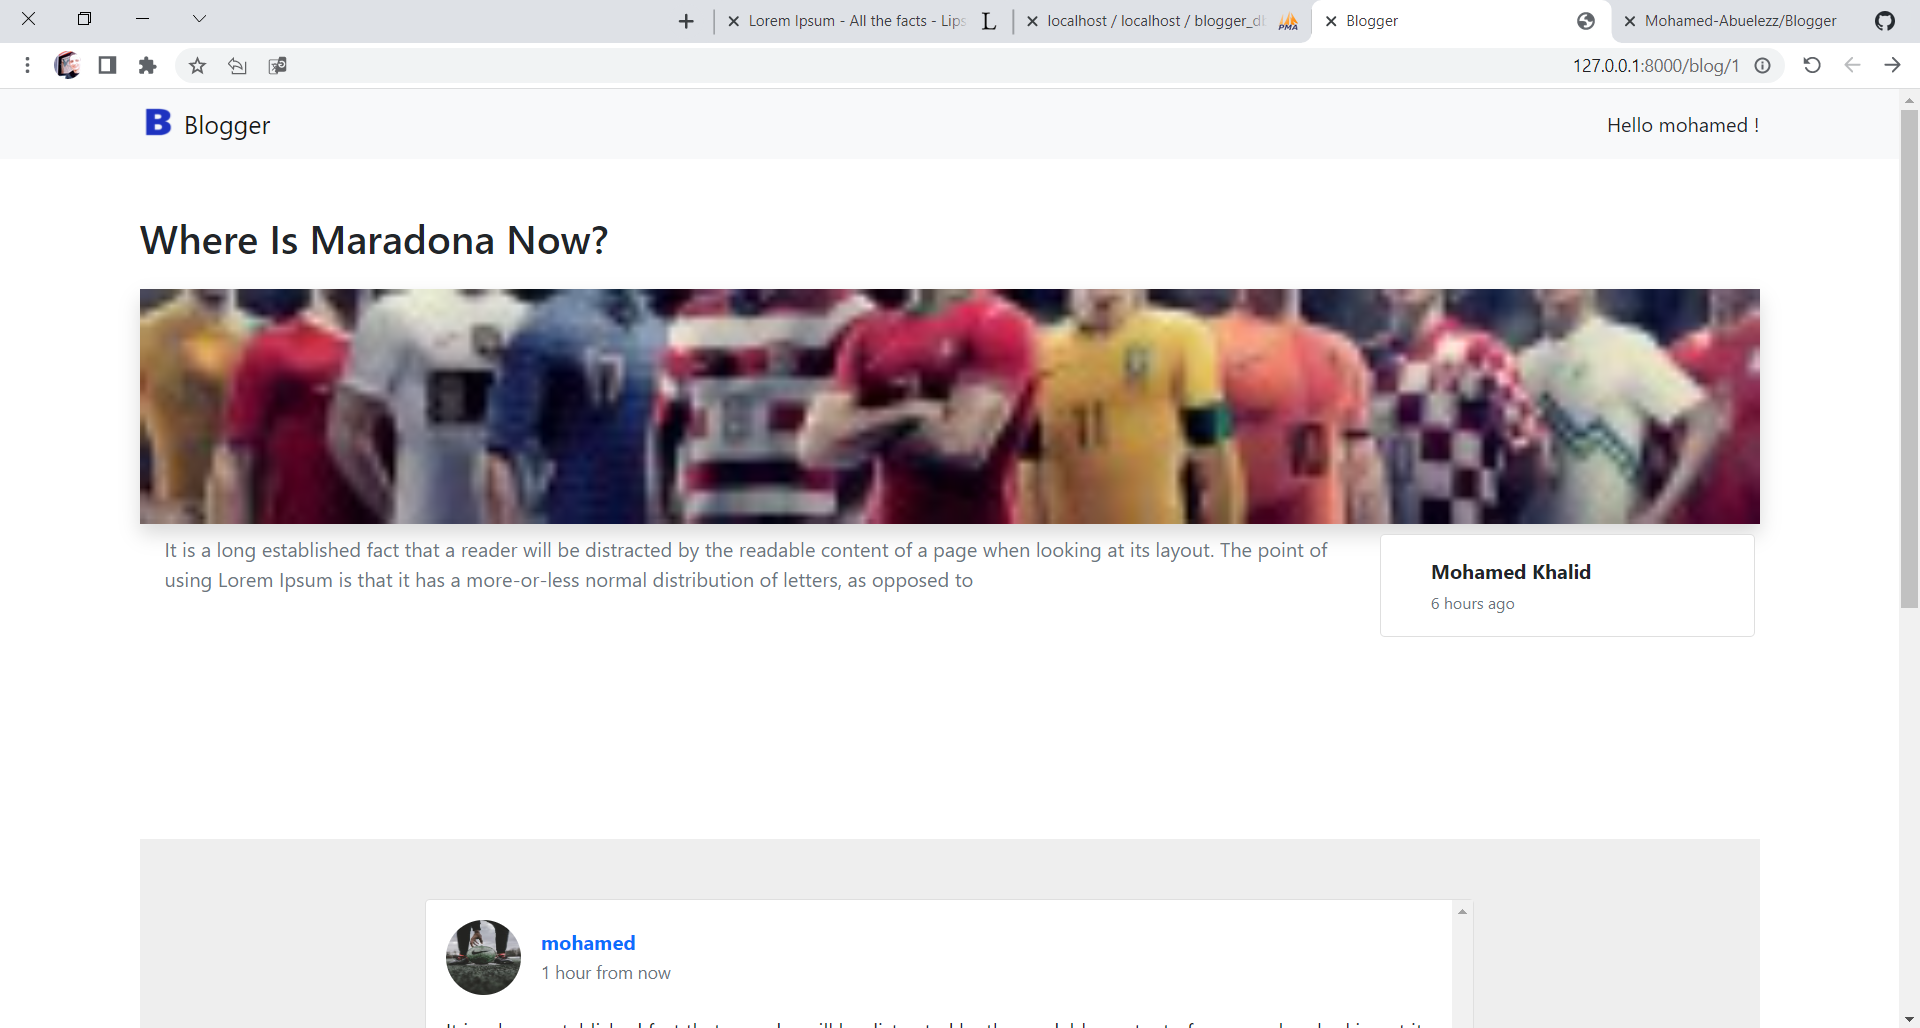 Lorem Ipsum - All the facts - Lips
L
localhost / localhost / blogger_db
PMA
Blogger
Mohamed-Abuelezz/Blogger
127.0.0.1:8000/blog/1
B Blogger
Hello mohamed !
Where Is Maradona Now?
11
It is a long established fact that a reader will be distracted by the readable content of a page when looking at its layout. The point of
using Lorem Ipsum is that it has a more-or-less normal distribution of letters, as opposed to
Mohamed Khalid
6 hours ago
mohamed
1 hour from now